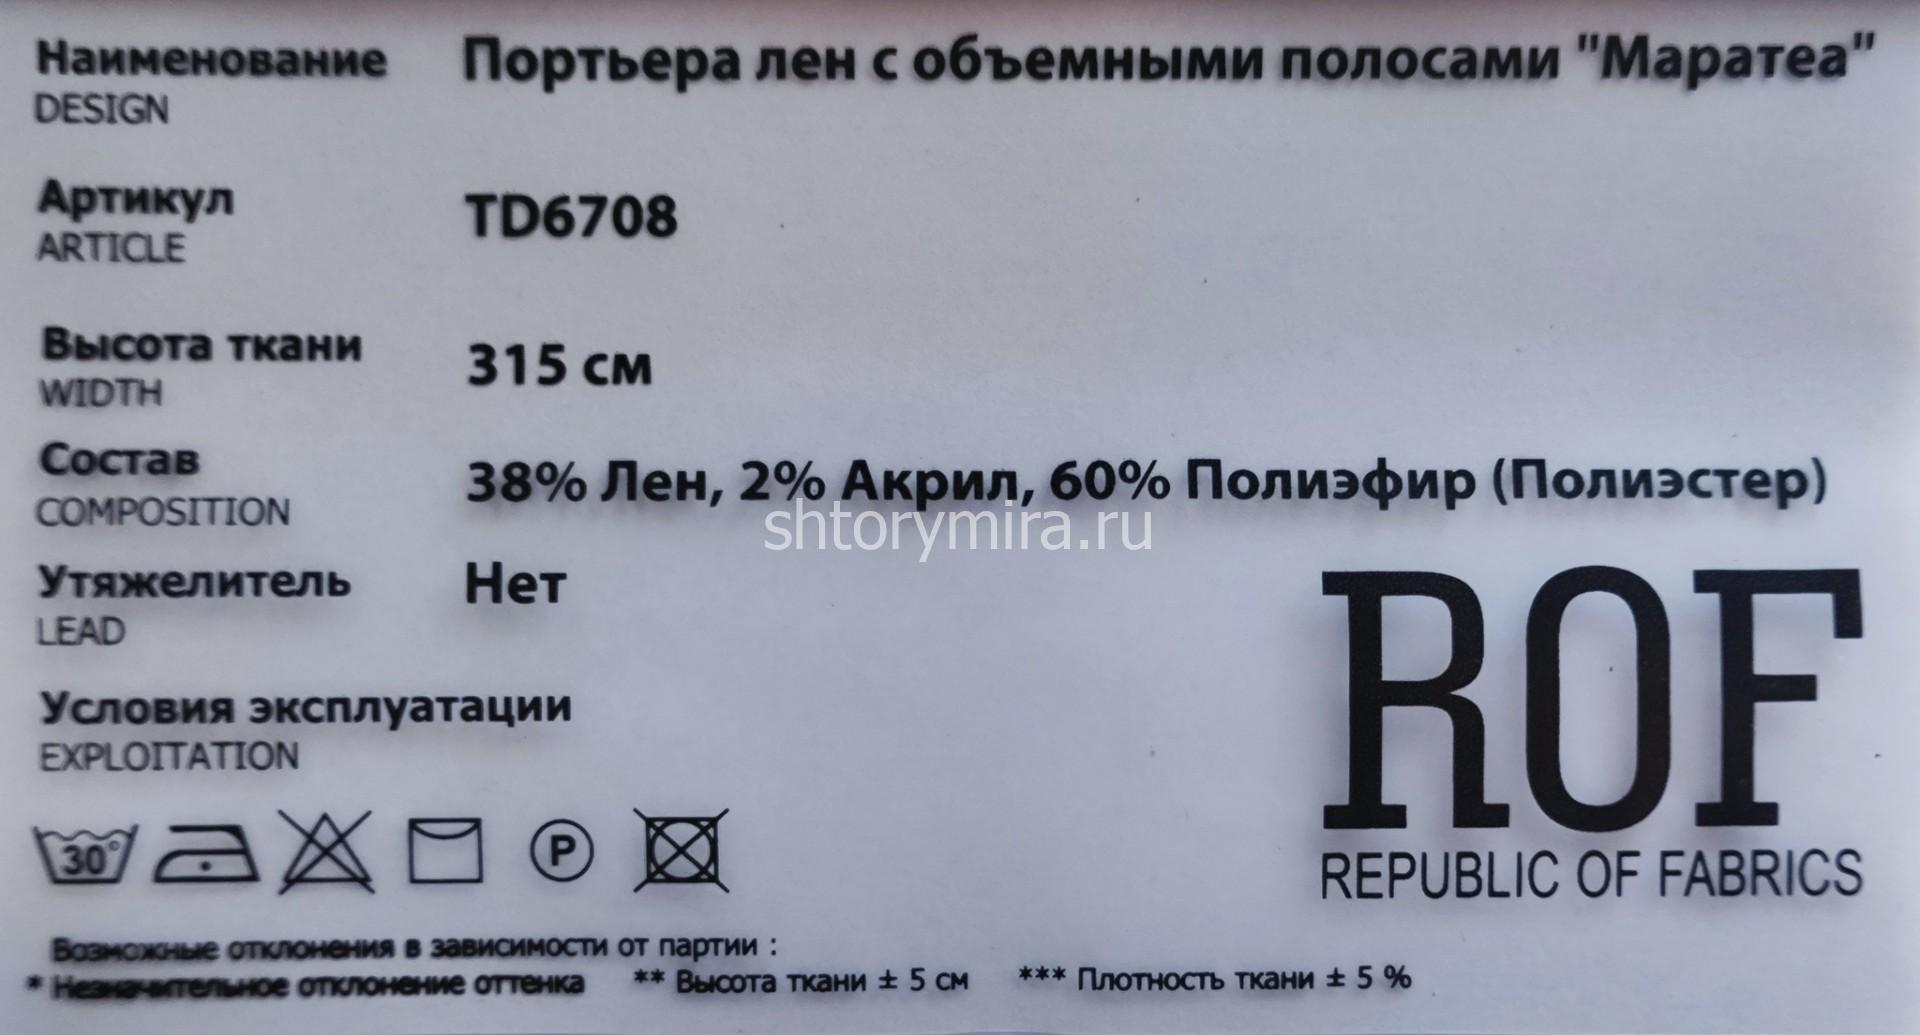 Наименование Портьера лен с объемными полосами "Маратеа"
DESIGN
Артикул TD6708
ARTICLE
Высота ткани 315 см
WIDTH
Состав 38% Лен, 2% Акрил, 60% Полиэфир (Полиэстер)
COMPOSITION
shtorymira.ru
Утяжелитель Нет
LEAD
ROF
REPUBLIC OF FABRICS
Условия эксплуатации
EXPLOITATION
30° P
Возможные отклонения в зависимости от партии :
* Незначительное отклонение оттенка ** Высота ткани ± 5 см *** Плотность ткани ± 5 %